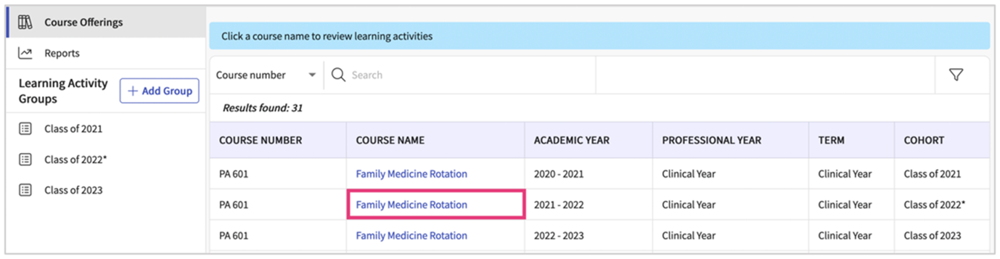 Course Offerings
Reports
Learning Activity
Groups
+ Add Group
Class of 2021
Class of 2022*
Class of 2023
Click a course name to review learning activities
Course number
Search
Results found: 31
COURSE NUMBER COURSE NAME ACADEMIC YEAR PROFESSIONAL YEAR TERM COHORT
PA 601 Family Medicine Rotation 2020 - 2021 Clinical Year Clinical Year Class of 2021
PA 601 Family Medicine Rotation 2021 - 2022 Clinical Year Clinical Year Class of 2022*
PA 601 Family Medicine Rotation 2022 - 2023 Clinical Year Clinical Year Class of 2023